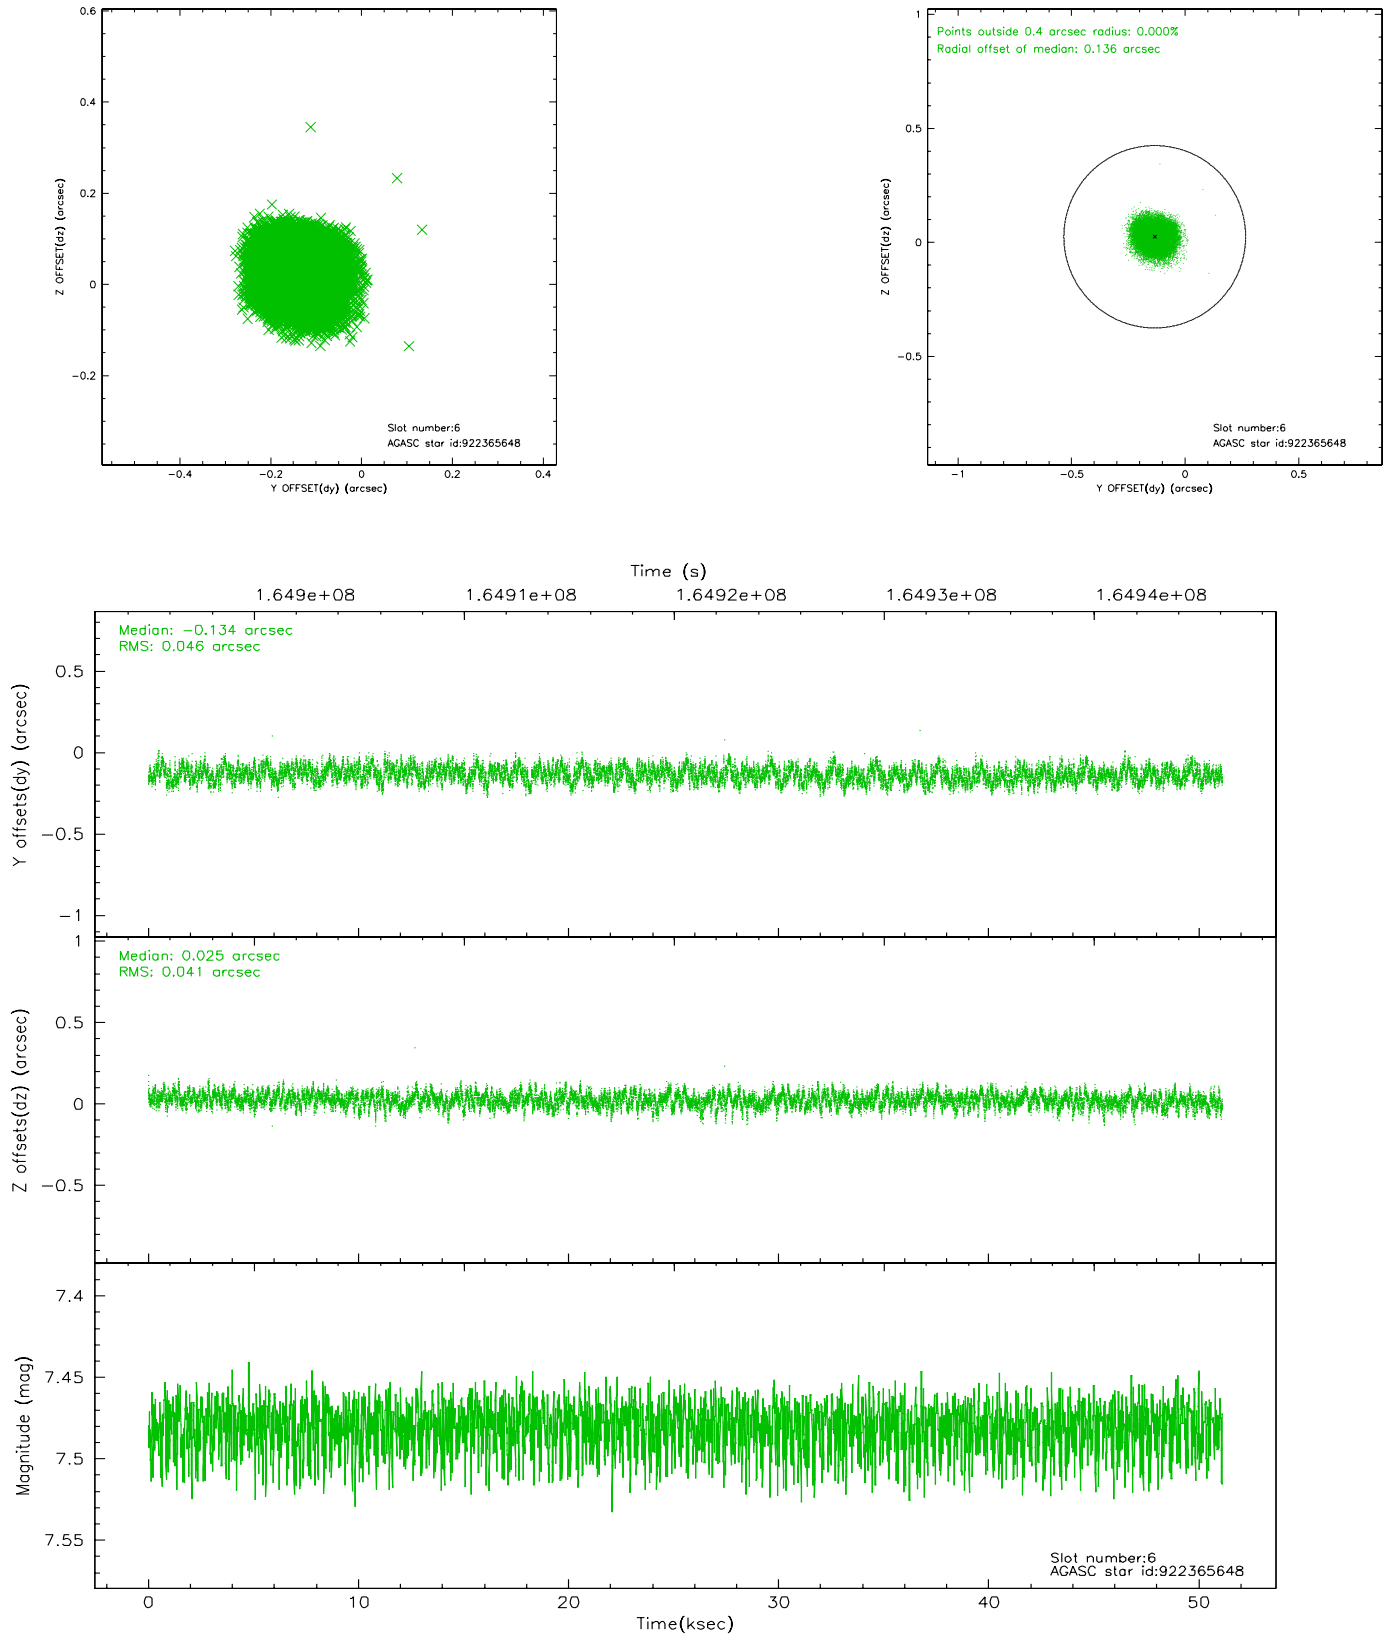 0.6
0.4
0.2
0
−0.2
−0.4
−0.2
0
0.2
0.4
Z OFFSET(dz) (arcsec)
Y OFFSET(dy) (arcsec)
Slot number:6
AGASC star id:922365648
Points outside 0.4 arcsec radius: 0.000%
Radial offset of median: 0.136 arcsec
1
0.5
0
−0.5
−1
−0.5
0
0.5
Z OFFSET(dz) (arcsec)
Y OFFSET(dy) (arcsec)
Slot number:6
AGASC star id:922365648
Time (s)
1.649e+08
1.6491e+08
1.6492e+08
1.6493e+08
1.6494e+08
Median: −0.134 arcsec
RMS: 0.046 arcsec
0.5
0
−0.5
−1
Y offsets(dy) (arcsec)
Median: 0.025 arcsec
RMS: 0.041 arcsec
1
0.5
0
−0.5
Z offsets(dz) (arcsec)
7.4
7.45
7.5
7.55
Magnitude (mag)
Slot number:6
AGASC star id:922365648
0
10
20
30
40
50
Time(ksec)